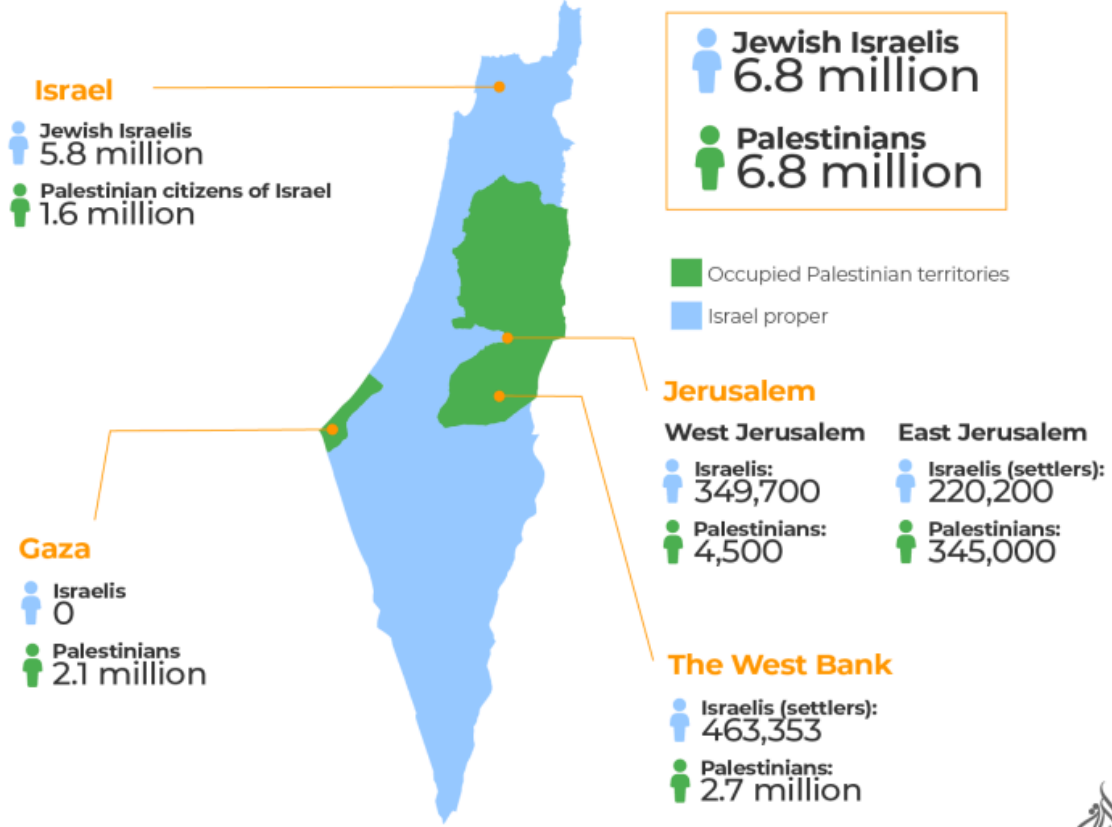 Jewish Israelis
6.8 million
Palestinians
6.8 million
Israel
Jewish Israelis
5.8 million
Palestinian citizens of Israel
1.6 million
Occupied Palestinian territories
Israel proper
Jerusalem
West Jerusalem
Israelis:
349,700
Palestinians:
4,500
East Jerusalem
Israelis (settlers):
220,200
Palestinians:
345,000
Gaza
Israelis
0
Palestinians
2.1 million
The West Bank
Israelis (settlers):
463,353
Palestinians:
2.7 million